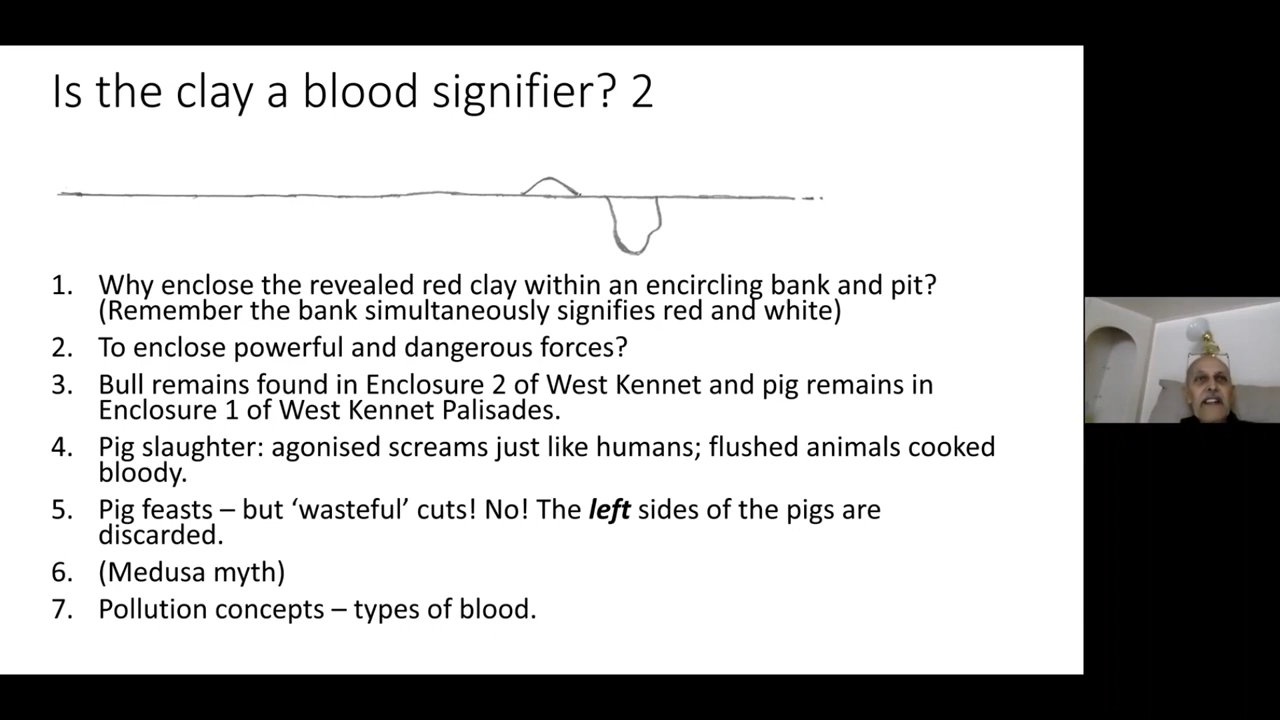 Is the clay a blood signifier? 2
1. Why enclose the revealed red clay within an encircling bank and pit?
(Remember the bank simultaneously signifies red and white)
2. To enclose powerful and dangerous forces?
3. Bull remains found in Enclosure 2 of West Kennet and pig remains in
Enclosure 1 of West Kennet Palisades.
4. Pig slaughter: agonised screams just like humans; flushed animals cooked
bloody.
5. Pig feasts – but ‘wasteful’ cuts! No! The left sides of the pigs are
discarded.
6. (Medusa myth)
7. Pollution concepts – types of blood.